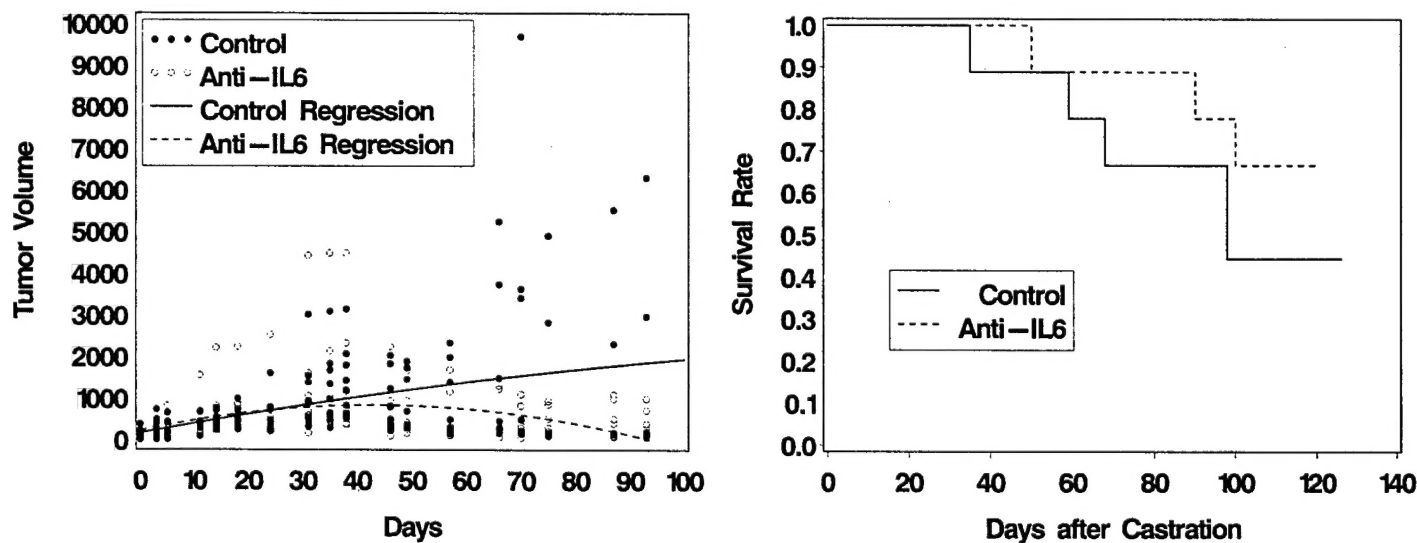 10000
9000
8000
7000
6000
5000
4000
3000
2000
1000
0
Tumor Volume
Control
Anti-IL6
Control Regression
Anti-IL6 Regression
0 10 20 30 40 50 60 70 80 90 100
Days
1.0
0.9
0.8
0.7
0.6
0.5
0.4
0.3
0.2
0.1
0.0
Survival Rate
Control
Anti-IL6
0 20 40 60 80 100 120 140
Days after Castration